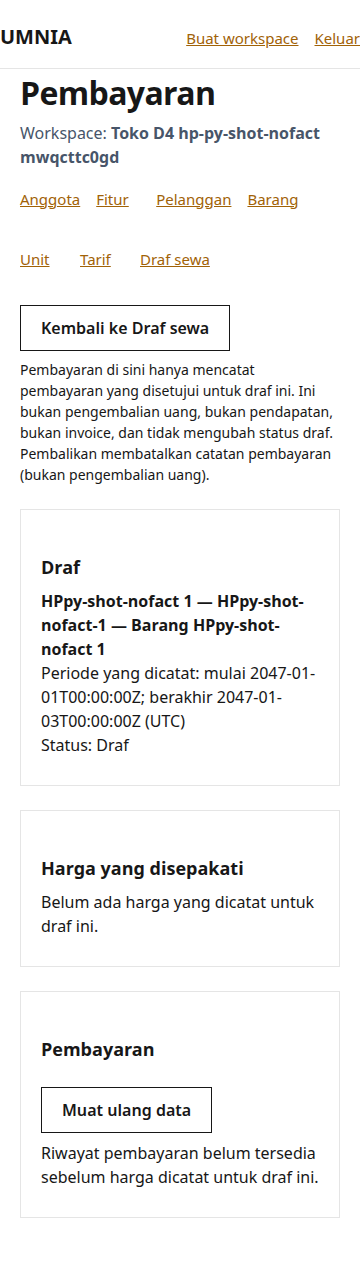 UMNIA
Buat workspace Keluar
Pembayaran
Workspace: Toko D4 hp-py-shot-nofact
mwqcttc0gd
Anggota Fitur Pelanggan Barang
Unit Tarif Draf sewa
Kembali ke Draf sewa
Pembayaran di sini hanya mencatat
pembayaran yang disetujui untuk draf ini. Ini
bukan pengembalian uang, bukan pendapatan,
bukan invoice, dan tidak mengubah status draf.
Pembalikan membatalkan catatan pembayaran
(bukan pengembalian uang).
Draf
HPpy-shot-nofact 1 — HPpy-shot-
nofact-1 — Barang HPpy-shot-
nofact 1
Periode yang dicatat: mulai 2047-01-
01T00:00:00Z; berakhir 2047-01-
03T00:00:00Z (UTC)
Status: Draf
Harga yang disepakati
Belum ada harga yang dicatat untuk
draf ini.
Pembayaran
Muat ulang data
Riwayat pembayaran belum tersedia
sebelum harga dicatat untuk draf ini.